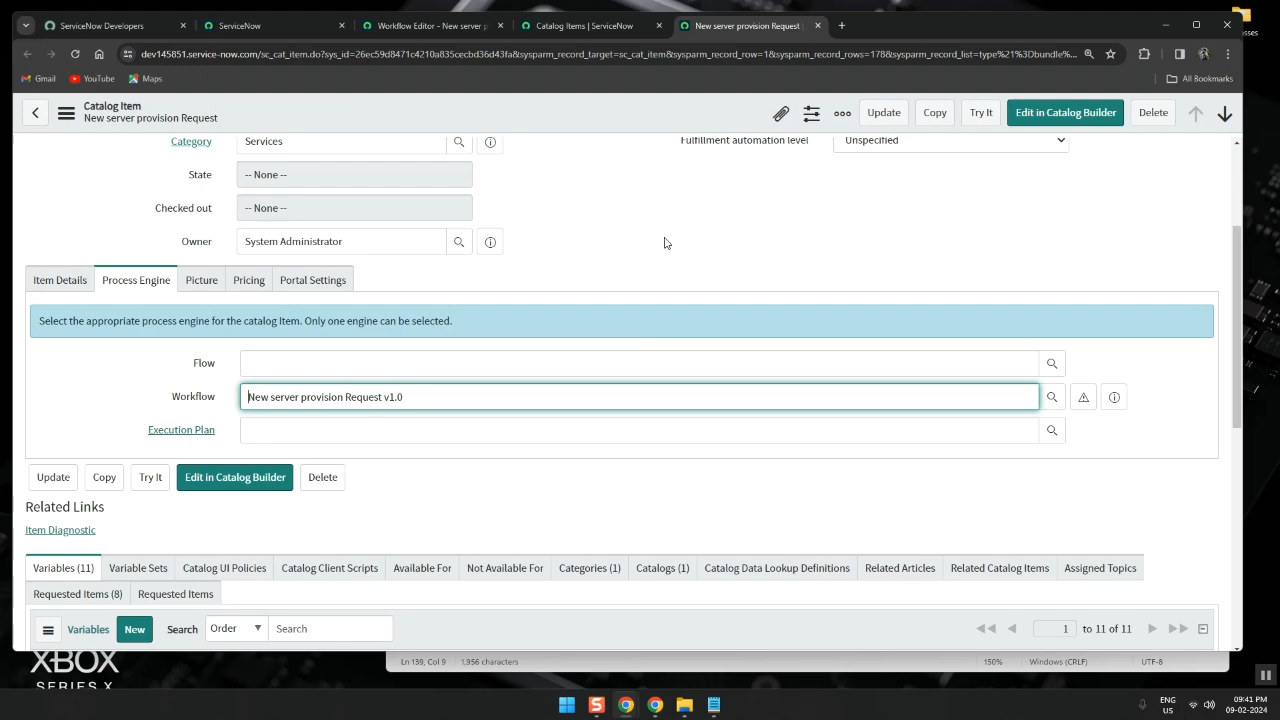 ServiceNow Developers
ServiceNow
Workflow Editor - New server p
Catalog Items | ServiceNow
New server provision Request |
dev145851.service-now.com/sc_cat_item.do?sys_id=26ec59d8471c4210a835cecbd36d43fa&sysparm_record_target=sc_cat_item&sysparm_record_row=1&sysparm_record_rows=178&sysparm_record_list=type%21%3Dbundle%...
Gmail
YouTube
Maps
All Bookmarks
Catalog Item
New server provision Request
Update
Copy
Try It
Edit in Catalog Builder
Delete
Category
Services
Fulfillment automation level
Unspecified
State
-- None --
Checked out
-- None --
Owner
System Administrator
Item Details
Process Engine
Picture
Pricing
Portal Settings
Select the appropriate process engine for the catalog Item. Only one engine can be selected.
Flow
Workflow
New server provision Request v1.0
Execution Plan
Update
Copy
Try It
Edit in Catalog Builder
Delete
Related Links
Item Diagnostic
Variables (11)
Variable Sets
Catalog UI Policies
Catalog Client Scripts
Available For
Not Available For
Categories (1)
Catalogs (1)
Catalog Data Lookup Definitions
Related Articles
Related Catalog Items
Assigned Topics
Requested Items (8)
Requested Items
Variables
New
Search
Order
Search
1
to 11 of 11
XBOX
SERIES X
Ln 139, Col 9
1,956 characters
150%
Windows (CRLF)
UTF-8
ENG
US
09:41 PM
09-02-2024